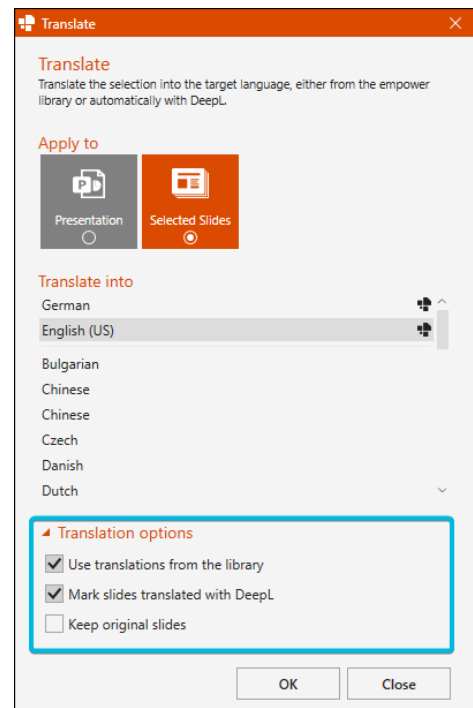 Translate
Translate
Translate the selection into the target language, either from the empower
library or automatically with DeepL.
Apply to
Presentation
Selected Slides
Translate into
German
English (US)
Bulgarian
Chinese
Chinese
Czech
Danish
Dutch
Translation options
Use translations from the library
Mark slides translated with DeepL
Keep original slides
OK
Close